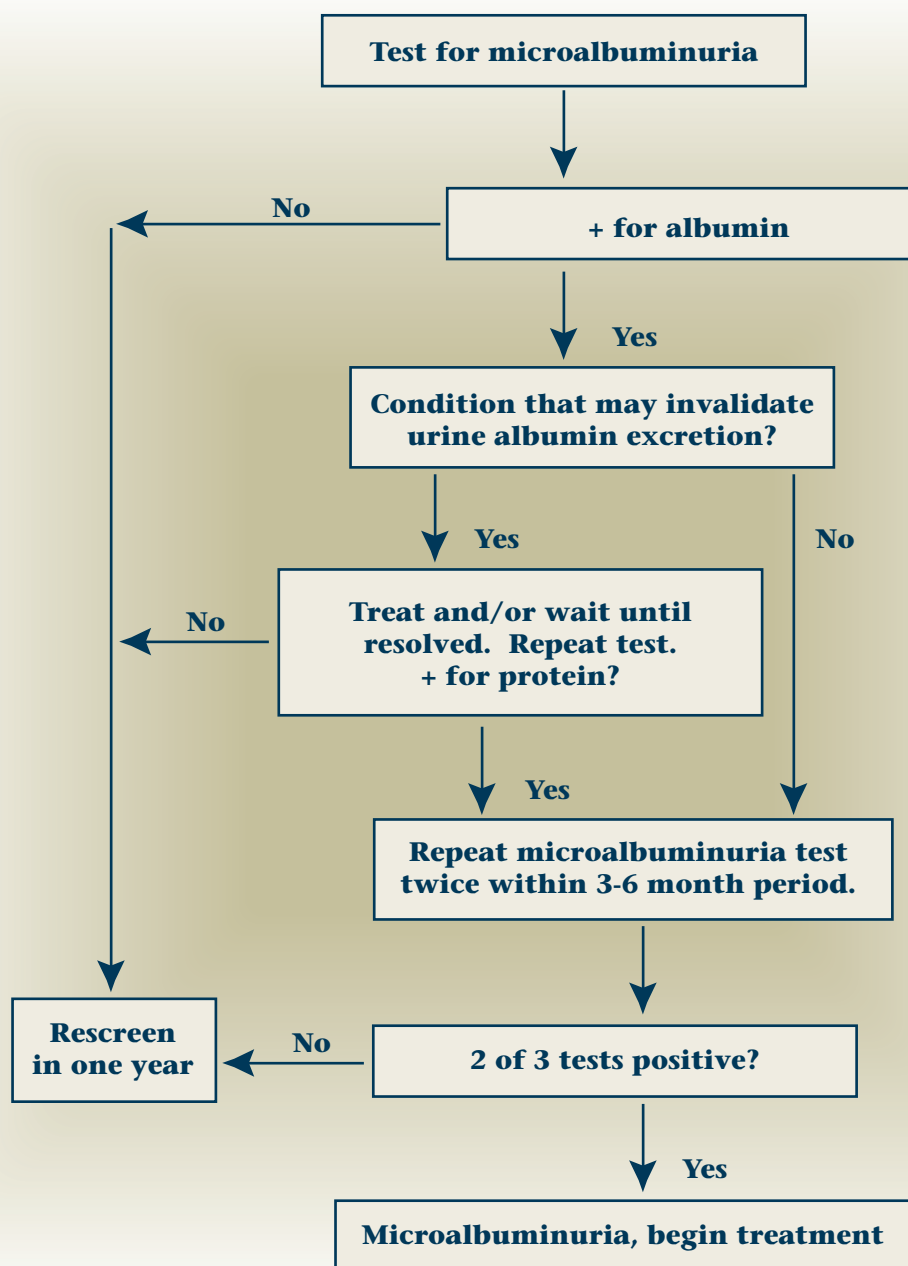 Test for microalbuminuria
No
+ for albumin
Yes
Condition that may invalidate
urine albumin excretion?
Yes
No
No
Treat and/or wait until
resolved.  Repeat test.
+ for protein?
Yes
Repeat microalbuminuria test
twice within 3-6 month period.
Rescreen
in one year
No
2 of 3 tests positive?
Yes
Microalbuminuria, begin treatment